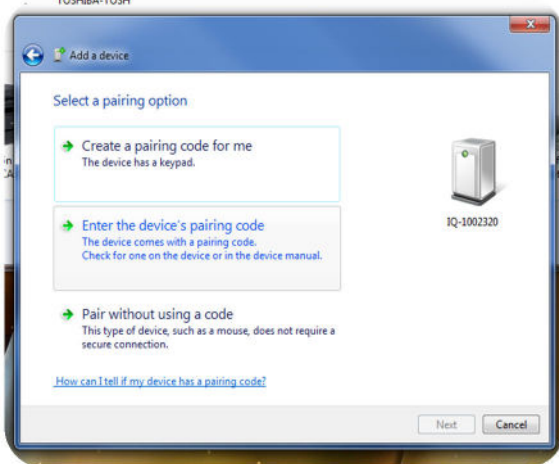 TOSHIBA-TOSH
Add a device
Select a pairing option
Create a pairing code for me
The device has a keypad.
Enter the device's pairing code
The device comes with a pairing code.
Check for one on the device or in the device manual.
IQ-1002320
Pair without using a code
This type of device, such as a mouse, does not require a
secure connection.
How can I tell if my device has a pairing code?
Next
Cancel